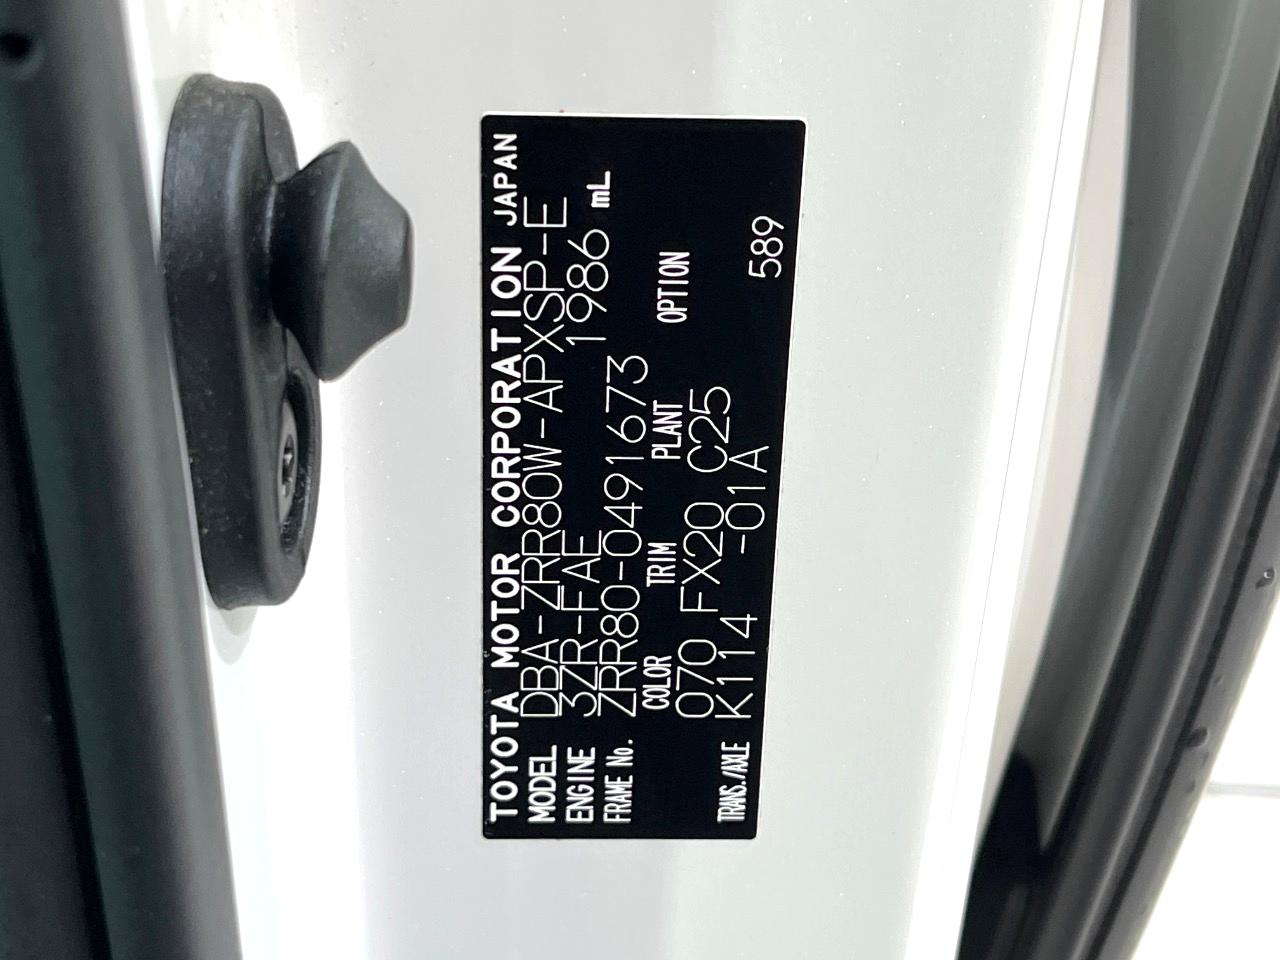 TOYOTA MOTOR CORPORATION JAPAN
MODEL DBA-ZRR80W-APXSP-E
ENGINE 3ZR-FAE 1986 mL
FRAME No. ZRR80-0491673
COLOR TRIM PLANT OPTION
070 FX20 C25
TRANS./AXLE K114 -01A 589